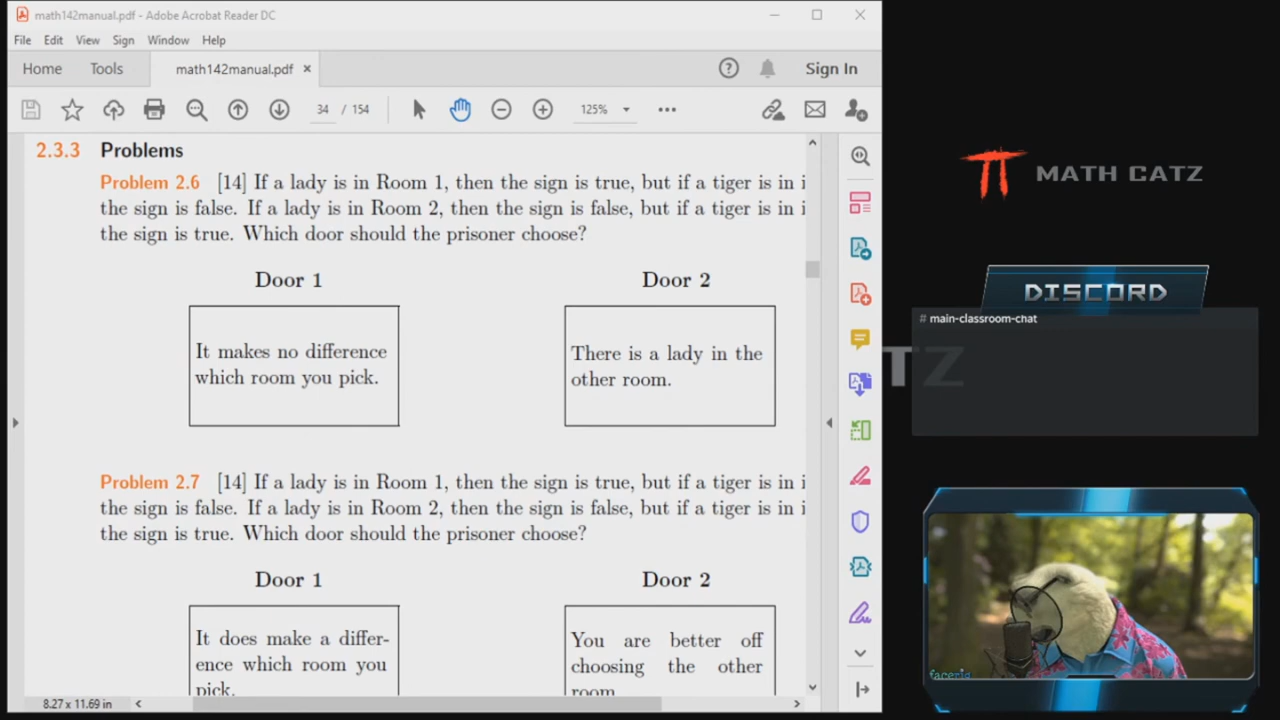 math142manual.pdf - Adobe Acrobat Reader DC
File Edit View Sign Window Help
Home Tools math142manual.pdf × Sign In
34 / 154 125%
2.3.3 Problems
Problem 2.6 [14] If a lady is in Room 1, then the sign is true, but if a tiger is in i
the sign is false. If a lady is in Room 2, then the sign is false, but if a tiger is in i
the sign is true. Which door should the prisoner choose?
Door 1 Door 2
It makes no difference
which room you pick.
There is a lady in the
other room.
Problem 2.7 [14] If a lady is in Room 1, then the sign is true, but if a tiger is in i
the sign is false. If a lady is in Room 2, then the sign is false, but if a tiger is in i
the sign is true. Which door should the prisoner choose?
Door 1 Door 2
It does make a differ-
ence which room you
pick.
You are better off
choosing the other
room
8.27 x 11.69 in
MATH CATZ
DISCORD
# main-classroom-chat
TZ
facerig